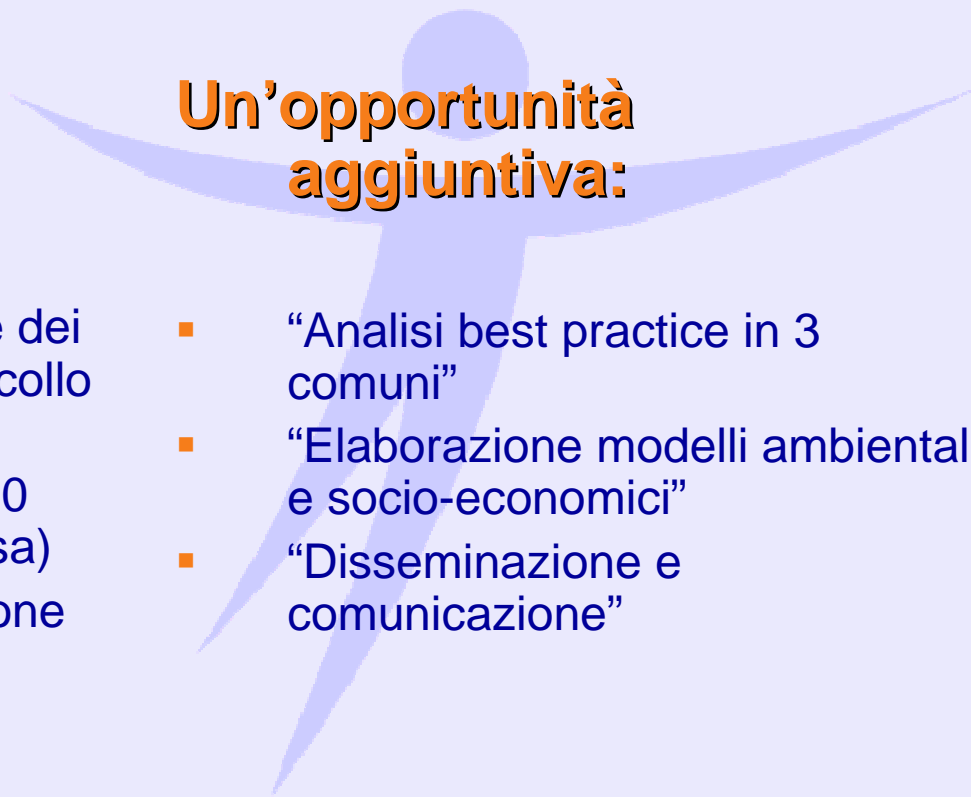 Un’opportunità
aggiuntiva:
e dei
collo
0
sa)
one
▪ “Analisi best practice in 3
comuni”
▪ “Elaborazione modelli ambiental
e socio-economici”
▪ “Disseminazione e
comunicazione”